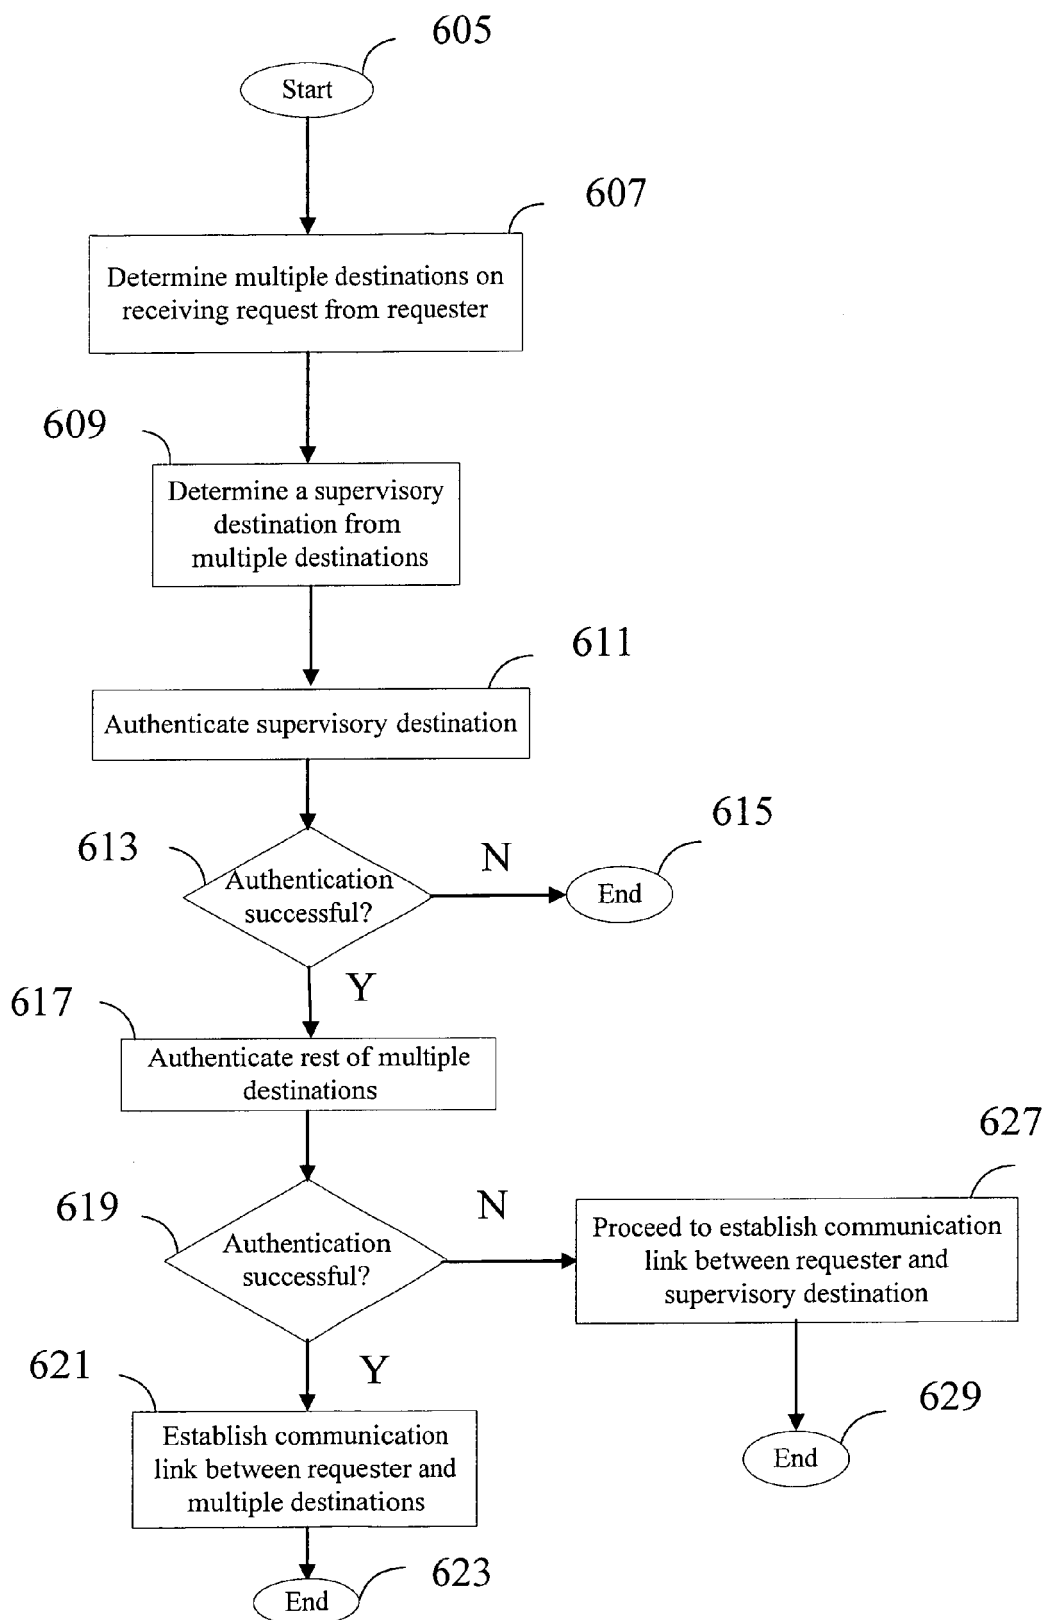 605
Start
607
Determine multiple destinations on
receiving request from requester
609
Determine a supervisory
destination from
multiple destinations
611
Authenticate supervisory destination
613
Authentication
successful?
N
615
End
Y
617
Authenticate rest of multiple
destinations
619
Authentication
successful?
N
627
Proceed to establish communication
link between requester and
supervisory destination
Y
621
Establish communication
link between requester and
multiple destinations
629
End
623
End